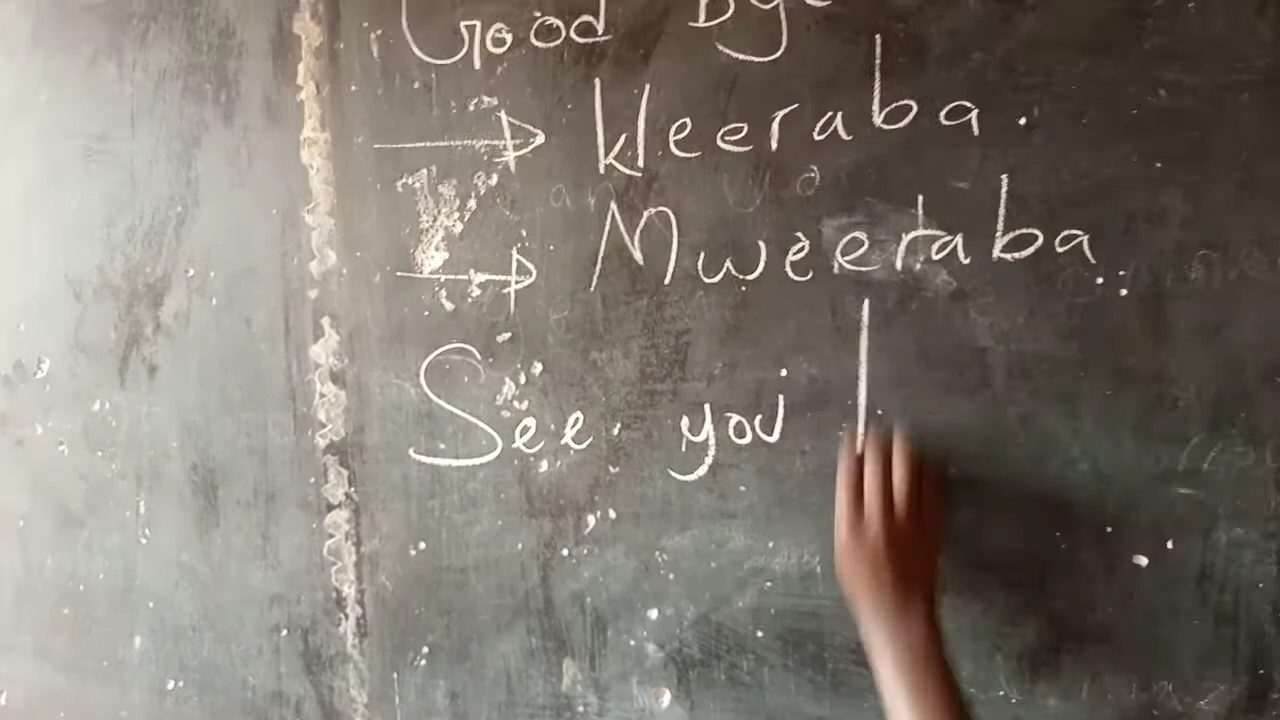 Good Bye
→ Kleeraba.
→ Mweeraba.
See you